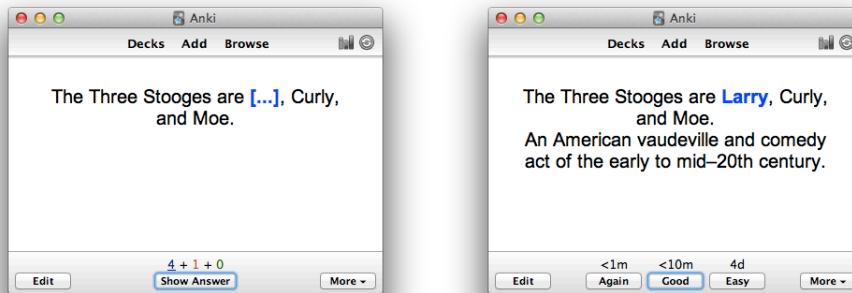 Anki
Decks Add Browse
The Three Stooges are [...], Curly,
and Moe.
4 + 1 + 0
Edit Show Answer More
Anki
Decks Add Browse
The Three Stooges are Larry, Curly,
and Moe.
An American vaudeville and comedy
act of the early to mid–20th century.
<1m <10m 4d
Edit Again Good Easy More